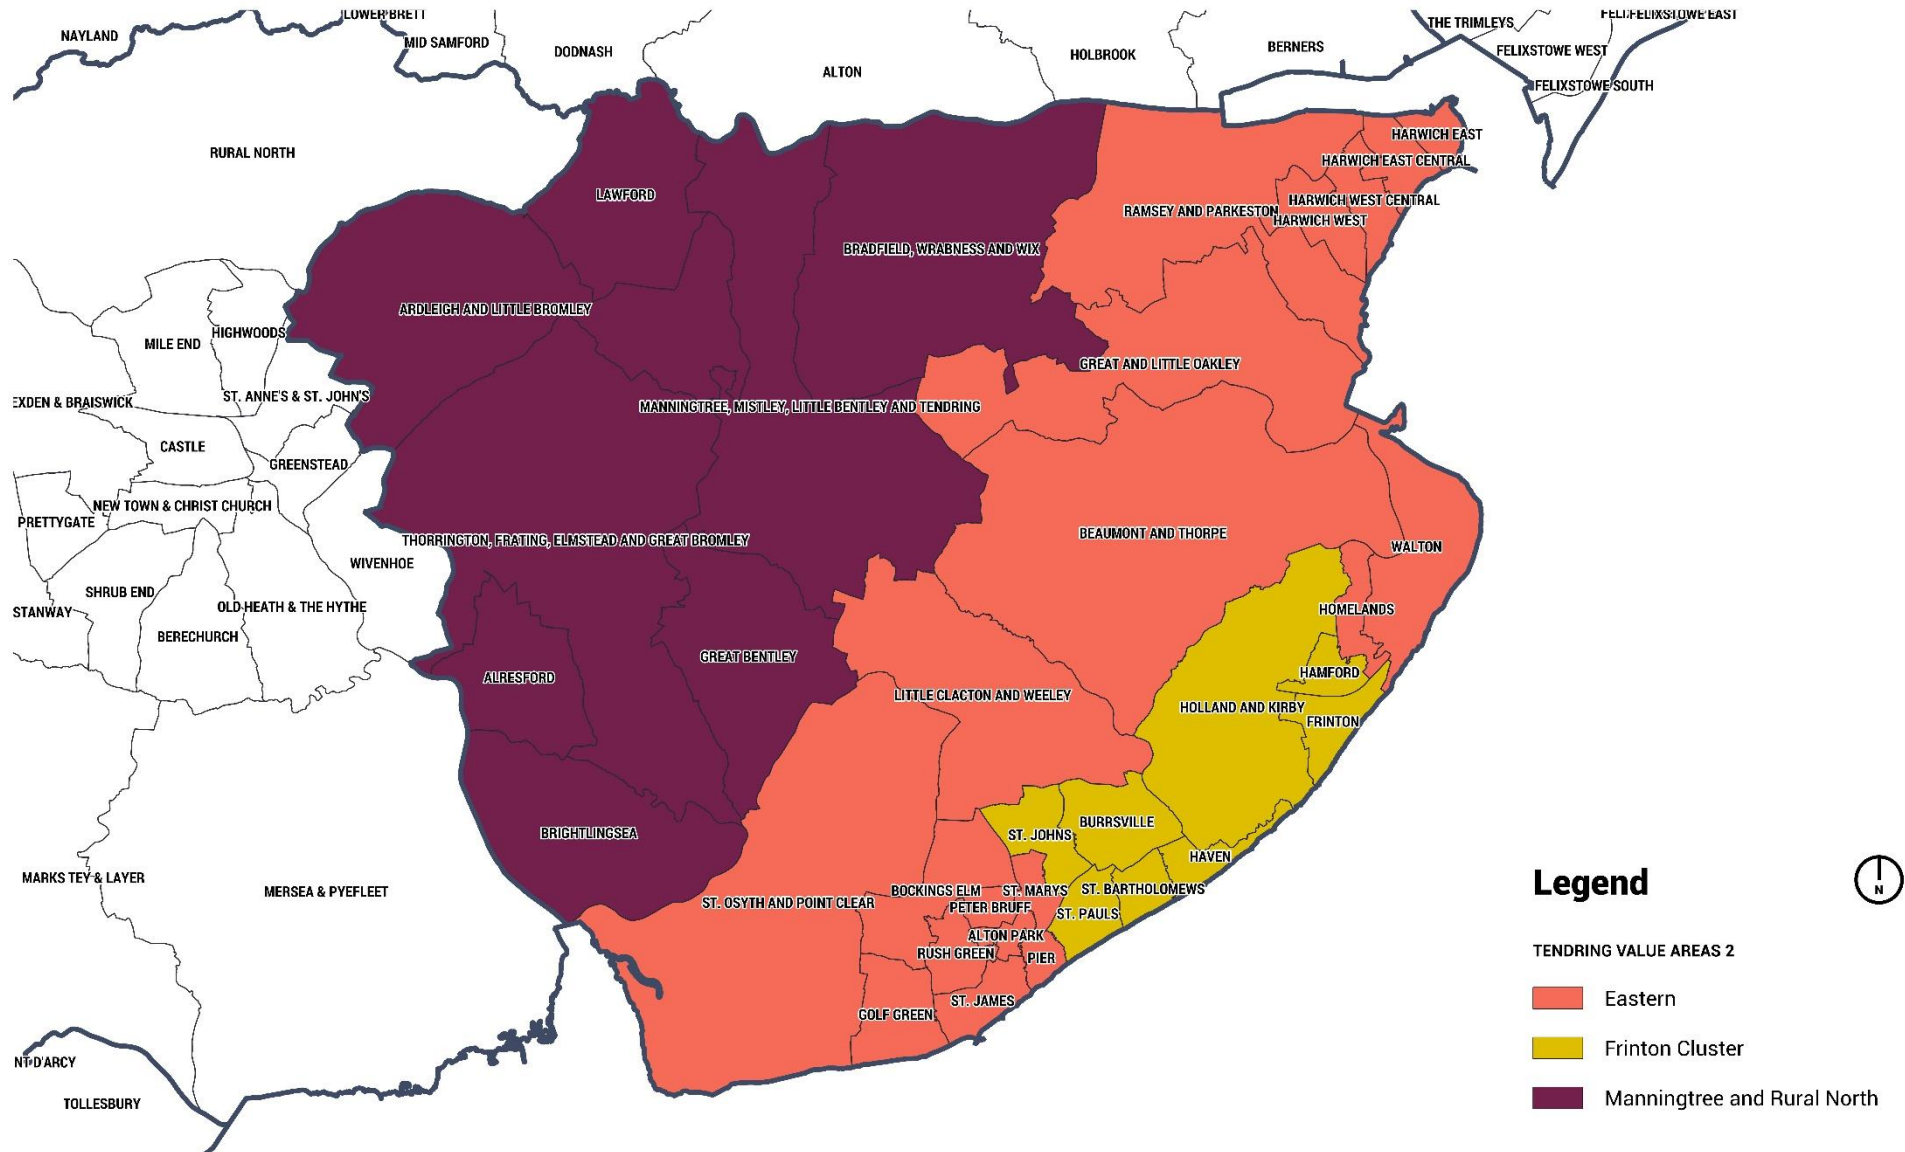 LOWER BRETT
NAYLAND
MID SAMFORD
DODNASH
ALTON
HOLBROOK
BERNERS
THE TRIMLEYS
FELIXSTOWE EAST
FELIXSTOWE WEST
FELIXSTOWE SOUTH
RURAL NORTH
HARWICH EAST
HARWICH EAST CENTRAL
LAWFORD
HARWICH WEST CENTRAL
RAMSEY AND PARKESTON
HARWICH WEST
BRADFIELD, WRABNESS AND WIX
ARDLEIGH AND LITTLE BROMLEY
HIGHWOODS
MILE END
GREAT AND LITTLE OAKLEY
ST. ANNE'S & ST. JOHN'S
EXDEN & BRAISWICK
MANNINGTREE, MISTLEY, LITTLE BENTLEY AND TENDRING
CASTLE
GREENSTEAD
NEW TOWN & CHRIST CHURCH
PRETTYGATE
BEAUMONT AND THORPE
THORRINGTON, FRATING, ELMSTEAD AND GREAT BROMLEY
WALTON
WIVENHOE
SHRUB END
OLD HEATH & THE HYTHE
STANWAY
HOMELANDS
BERECHURCH
GREAT BENTLEY
HAMFORD
ALRESFORD
LITTLE CLACTON AND WEELEY
HOLLAND AND KIRBY
FRINTON
BURRSVILLE
BRIGHTLINGSEA
ST. JOHNS
HAVEN
MARKS TEY & LAYER
MERSEA & PYEFLEET
BOCKINGS ELM
ST. MARYS
ST. BARTHOLOMEWS
ST. OSYTH AND POINT CLEAR
PETER BRUFF
ST. PAULS
ALTON PARK
RUSH GREEN
PIER
ST. JAMES
GOLF GREEN
NT D'ARCY
TOLLESBURY
Legend
N
TENDRING VALUE AREAS 2
Eastern
Frinton Cluster
Manningtree and Rural North